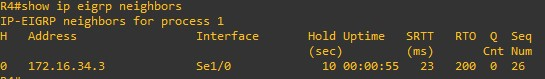 R4#show ip eigrp neighbors
IP-EIGRP neighbors for process 1
H   Address                 Interface       Hold Uptime   SRTT   RTO  Q  Seq
                                            (sec)         (ms)       Cnt Num
0   172.16.34.3             Se1/0             10 00:00:55   23   200  0  26
R4#